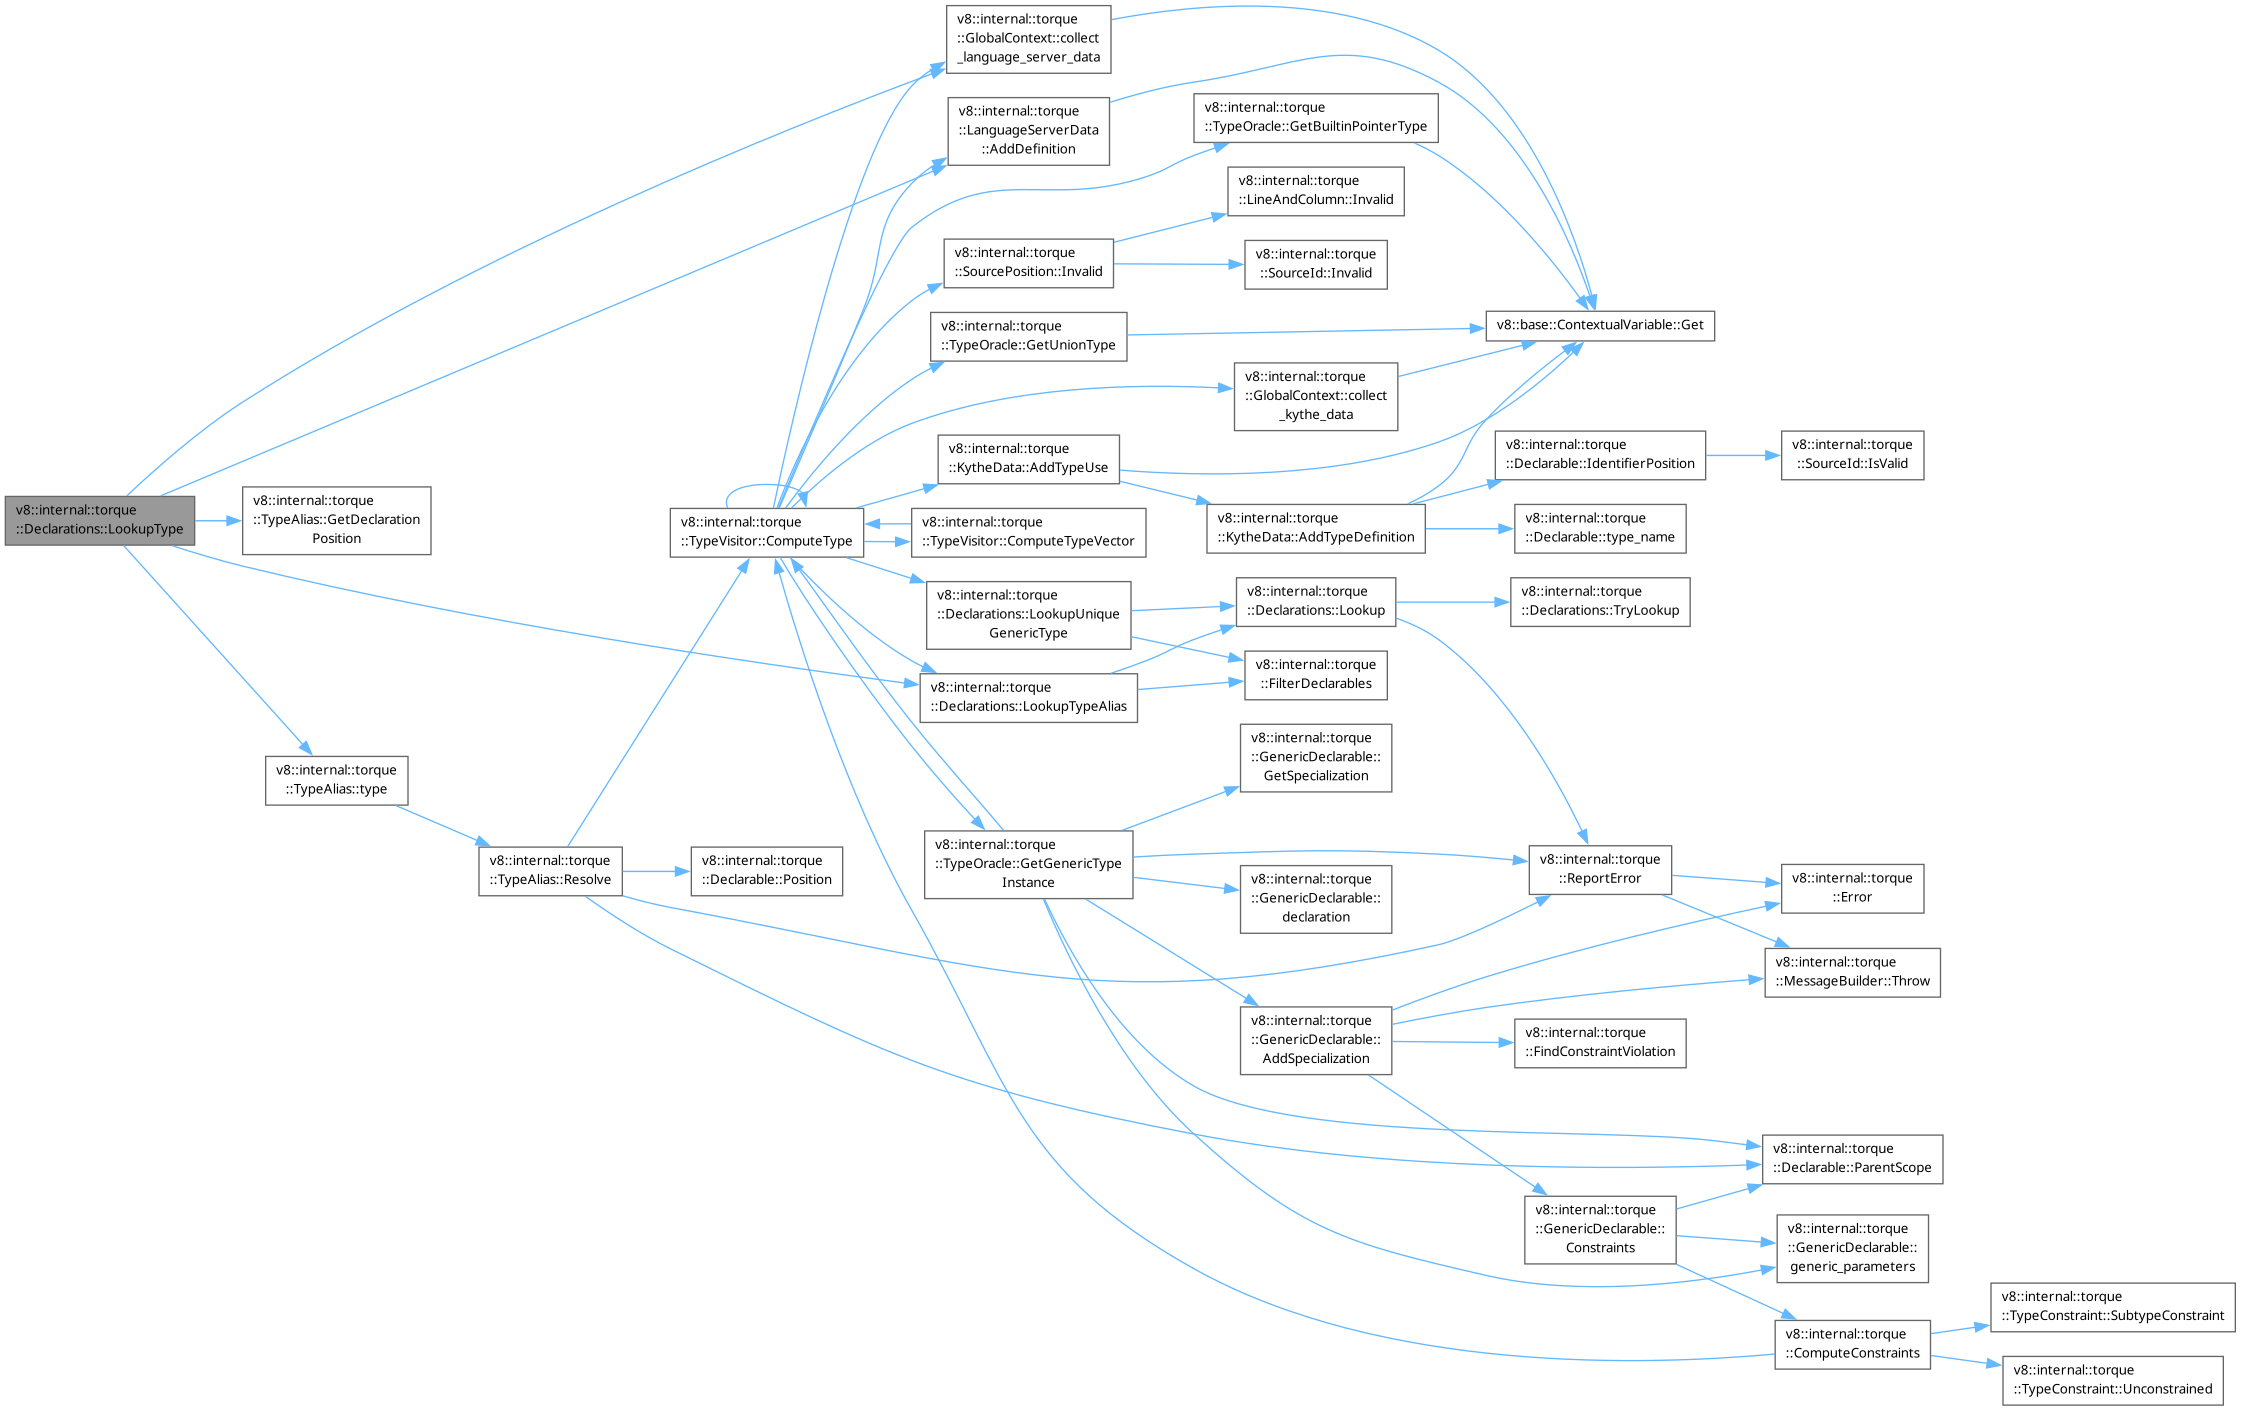 v8::internal::torque
::GlobalContext::collect
_language_server_data
v8::internal::torque
::LanguageServerData
::AddDefinition
v8::internal::torque
::TypeOracle::GetBuiltinPointerType
v8::internal::torque
::LineAndColumn::Invalid
v8::internal::torque
::SourcePosition::Invalid
v8::internal::torque
::SourceId::Invalid
v8::internal::torque
::TypeOracle::GetUnionType
v8::base::ContextualVariable::Get
v8::internal::torque
::GlobalContext::collect
_kythe_data
v8::internal::torque
::KytheData::AddTypeUse
v8::internal::torque
::Declarable::IdentifierPosition
v8::internal::torque
::SourceId::IsValid
v8::internal::torque
::Declarations::LookupType
v8::internal::torque
::TypeAlias::GetDeclaration
Position
v8::internal::torque
::TypeVisitor::ComputeType
v8::internal::torque
::TypeVisitor::ComputeTypeVector
v8::internal::torque
::KytheData::AddTypeDefinition
v8::internal::torque
::Declarable::type_name
v8::internal::torque
::Declarations::LookupUnique
GenericType
v8::internal::torque
::Declarations::Lookup
v8::internal::torque
::Declarations::TryLookup
v8::internal::torque
::FilterDeclarables
v8::internal::torque
::Declarations::LookupTypeAlias
v8::internal::torque
::GenericDeclarable::
GetSpecialization
v8::internal::torque
::TypeAlias::type
v8::internal::torque
::TypeAlias::Resolve
v8::internal::torque
::Declarable::Position
v8::internal::torque
::TypeOracle::GetGenericType
Instance
v8::internal::torque
::GenericDeclarable::
declaration
v8::internal::torque
::ReportError
v8::internal::torque
::Error
v8::internal::torque
::MessageBuilder::Throw
v8::internal::torque
::GenericDeclarable::
AddSpecialization
v8::internal::torque
::FindConstraintViolation
v8::internal::torque
::Declarable::ParentScope
v8::internal::torque
::GenericDeclarable::
Constraints
v8::internal::torque
::GenericDeclarable::
generic_parameters
v8::internal::torque
::TypeConstraint::SubtypeConstraint
v8::internal::torque
::ComputeConstraints
v8::internal::torque
::TypeConstraint::Unconstrained